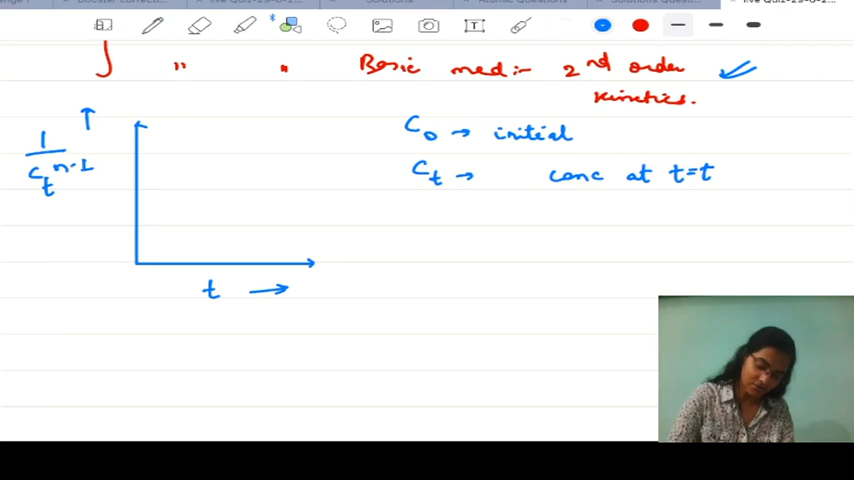 " " Basic med:- 2nd order
kinetics.
1/Ct^n-1
C0 → initial
Ct → conc at t=t
t →